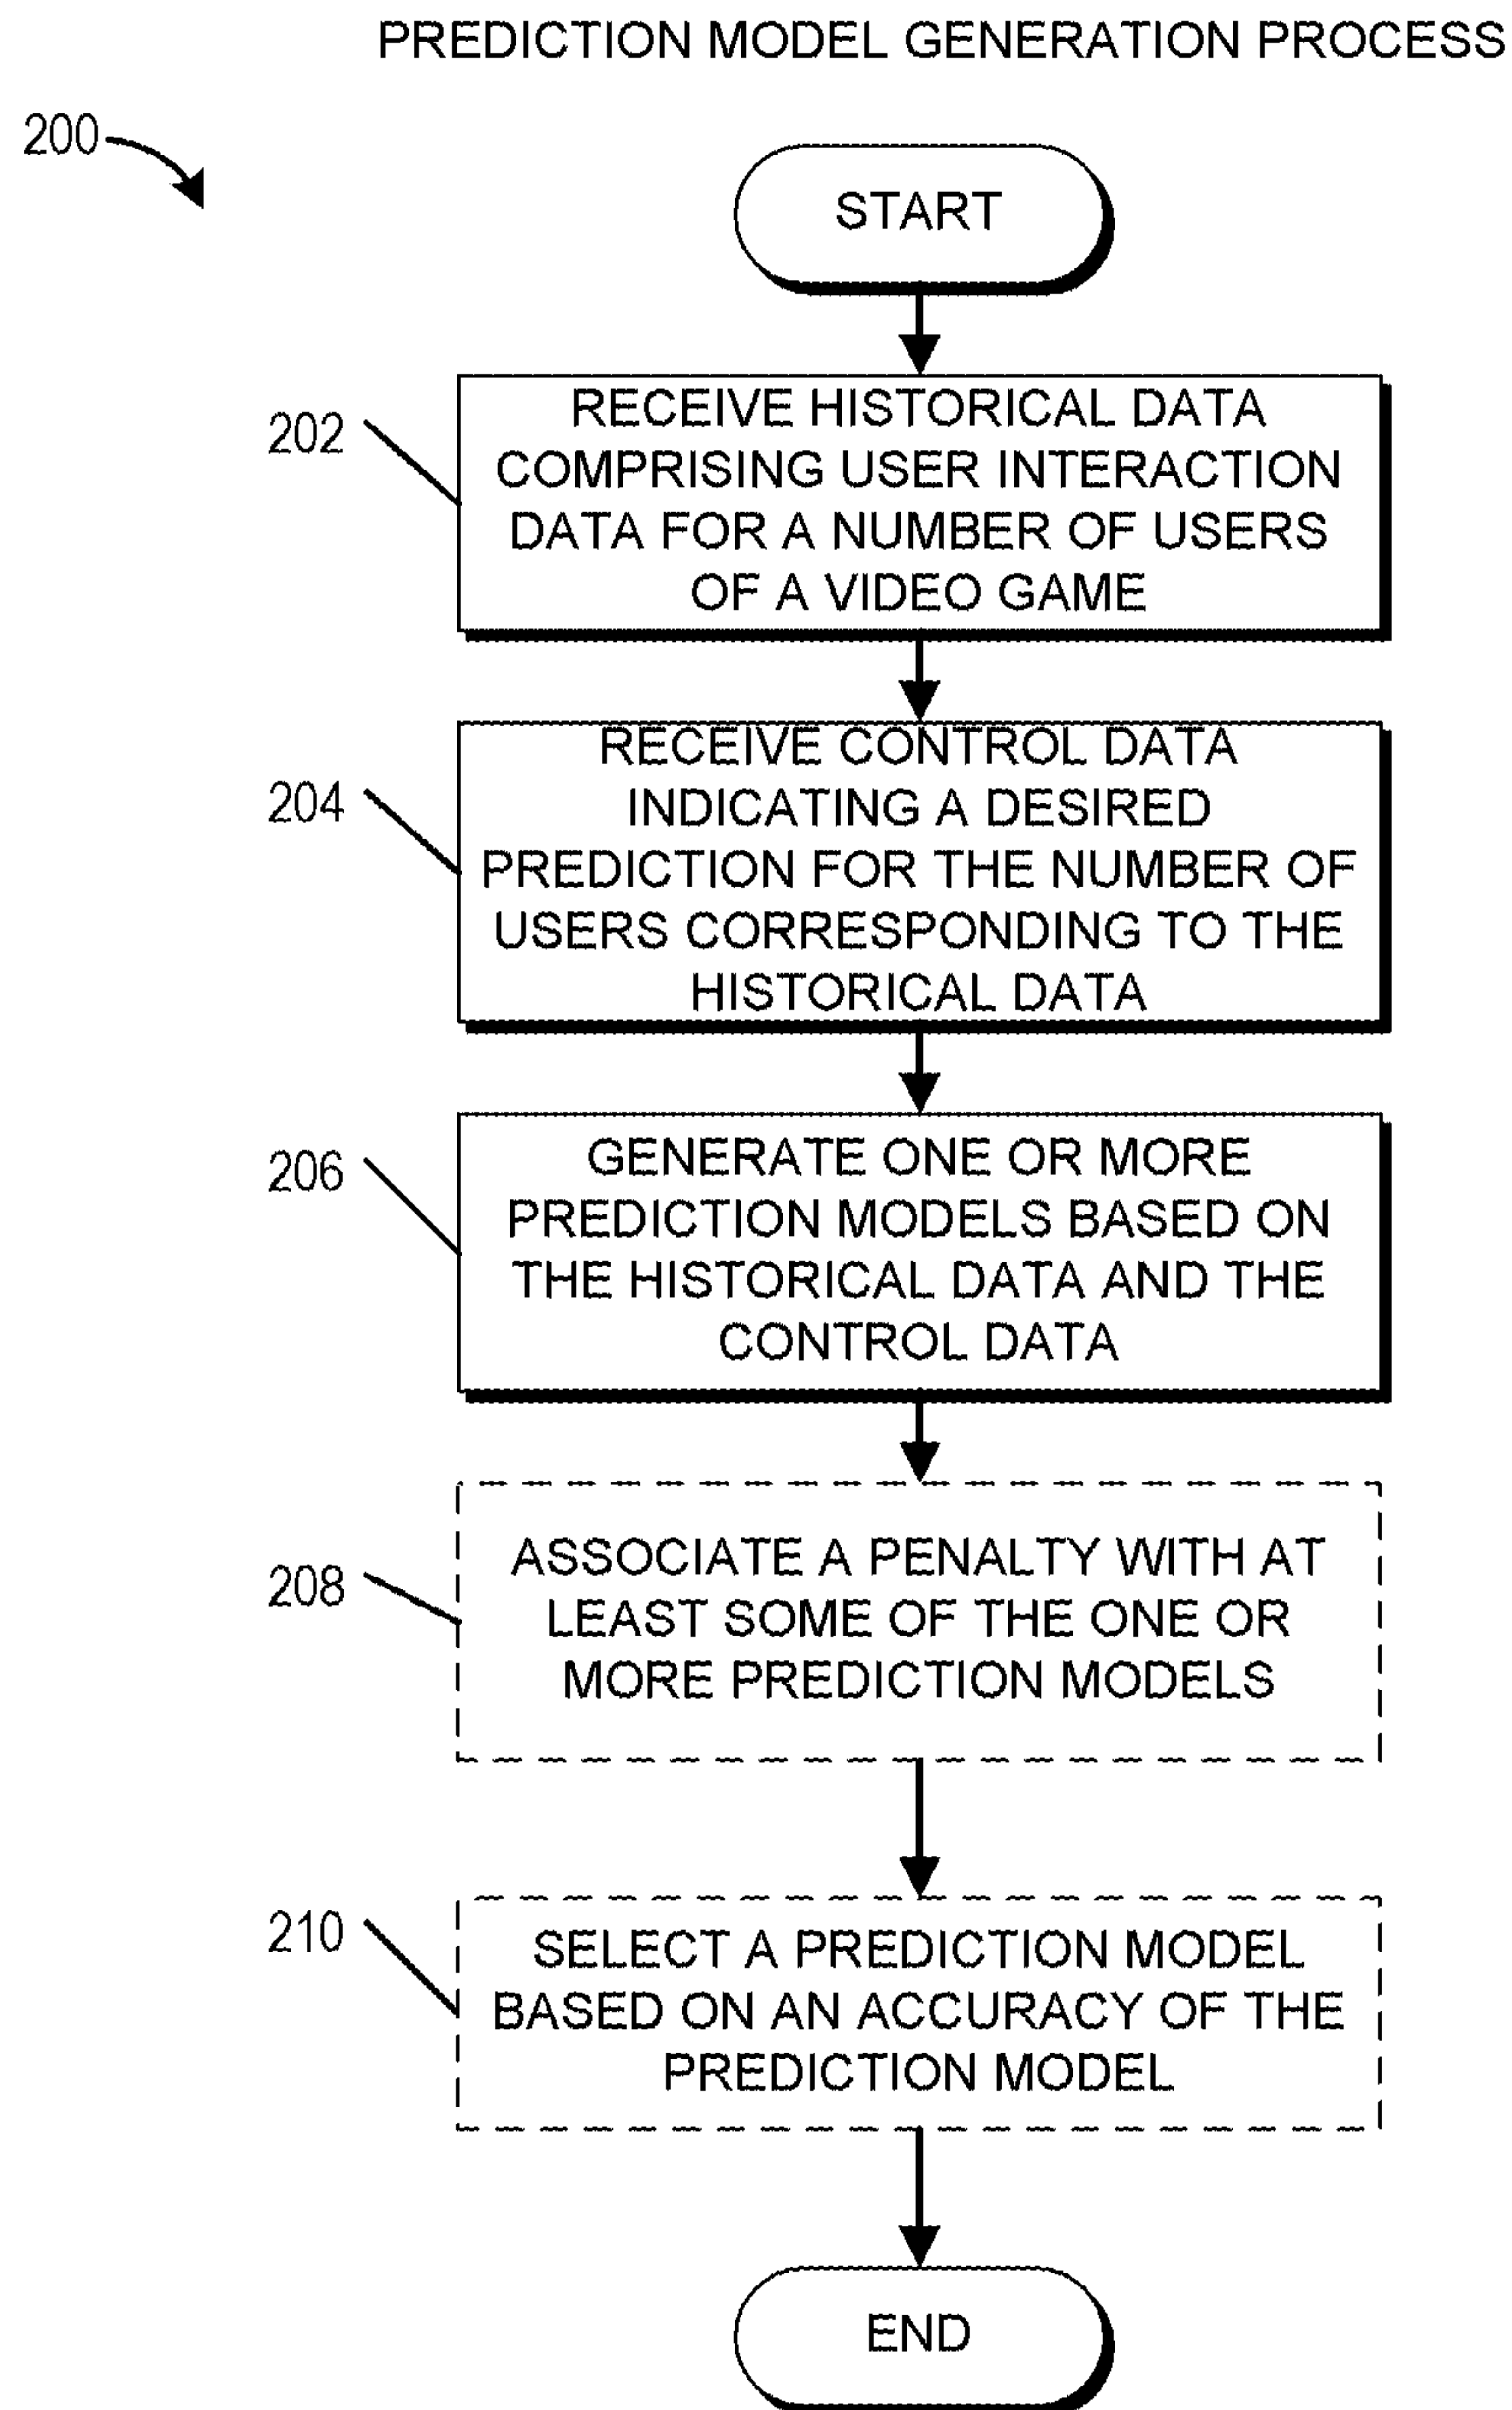 PREDICTION MODEL GENERATION PROCESS
200
START
202
RECEIVE HISTORICAL DATA
COMPRISING USER INTERACTION
DATA FOR A NUMBER OF USERS
OF A VIDEO GAME
204
RECEIVE CONTROL DATA
INDICATING A DESIRED
PREDICTION FOR THE NUMBER OF
USERS CORRESPONDING TO THE
HISTORICAL DATA
206
GENERATE ONE OR MORE
PREDICTION MODELS BASED ON
THE HISTORICAL DATA AND THE
CONTROL DATA
208
ASSOCIATE A PENALTY WITH AT
LEAST SOME OF THE ONE OR
MORE PREDICTION MODELS
210
SELECT A PREDICTION MODEL
BASED ON AN ACCURACY OF THE
PREDICTION MODEL
END